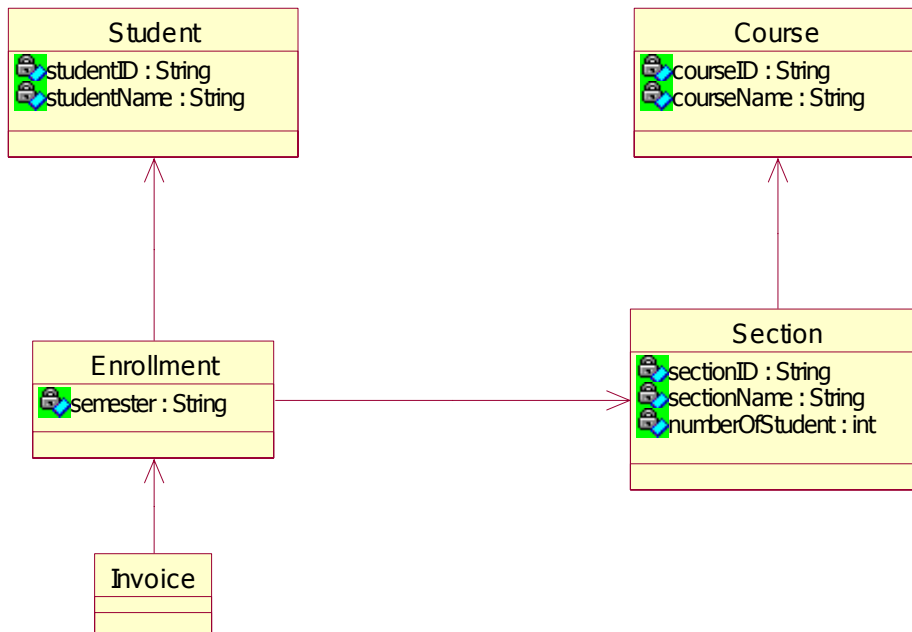 Student
studentID : String
studentName : String
Course
courseID : String
courseName : String
Enrollment
semester : String
Section
sectionID : String
sectionName : String
numberOfStudent : int
Invoice